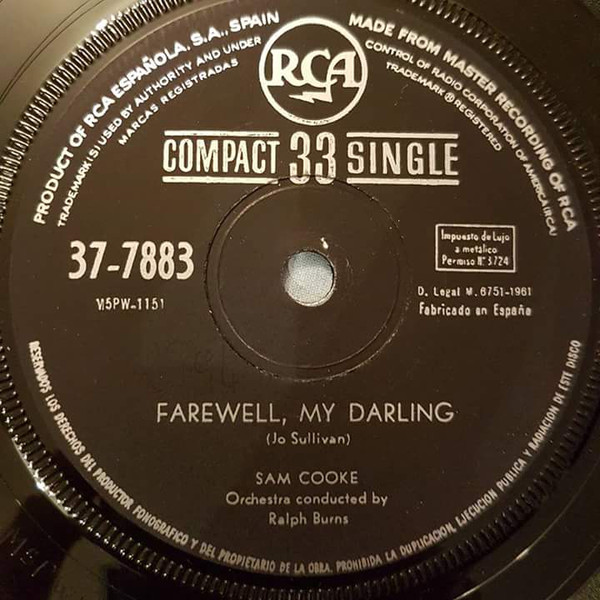 PRODUCT OF RCA ESPAÑOLA, S.A., SPAIN
TRADEMARK(S) USED BY AUTHORITY AND UNDER
MARCAS REGISTRADAS
RCA
MADE FROM MASTER RECORDING OF RCA
CONTROL OF RADIO CORPORATION OF AMERICA (RCA)
TRADEMARK ® REGISTERED
COMPACT 33 SINGLE
37-7883
M5PW-1151
Impuesto de Lujo
a metálico
Permiso N.º 3724
D. Legal M. 6751-1961
Fabricado en España
FAREWELL, MY DARLING
(Jo Sullivan)
SAM COOKE
Orchestra conducted by
Ralph Burns
RESERVADOS LOS DERECHOS DEL PRODUCTOR FONOGRAFICO Y DEL PROPIETARIO DE LA OBRA. PROHIBIDA LA DUPLICACION, EJECUCION PUBLICA Y RADIACION DE ESTE DISCO